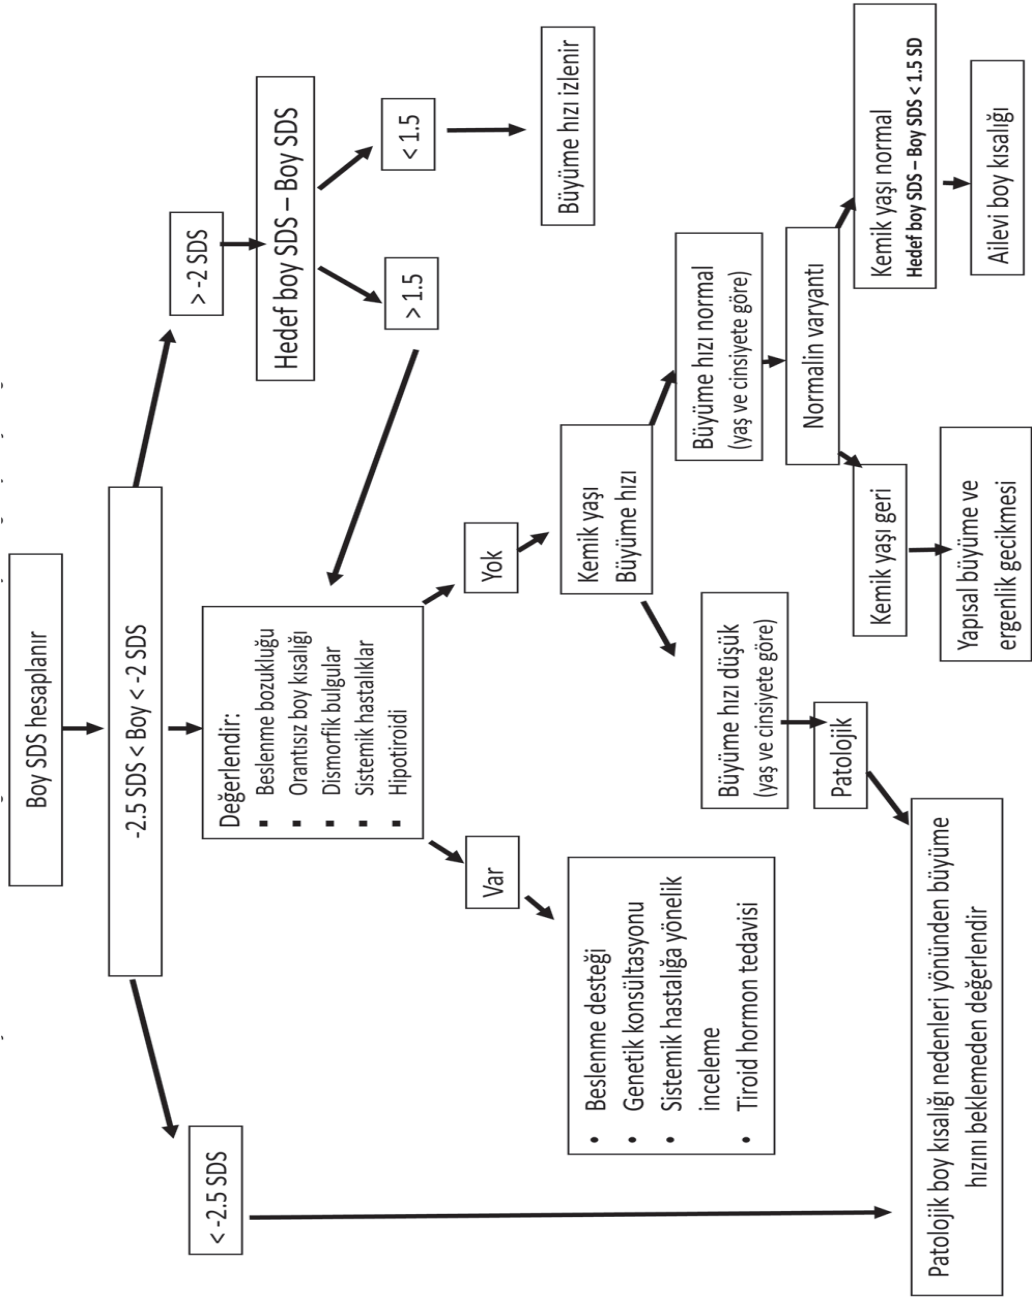 Boy SDS hesaplanır
-2.5 SDS < Boy < -2 SDS
< -2.5 SDS
> -2 SDS
Hedef boy SDS – Boy SDS
> 1.5
< 1.5
Büyüme hızı izlenir
Değerlendir:
▪ Beslenme bozukluğu
▪ Orantısız boy kısalığı
▪ Dismorfik bulgular
▪ Sistemik hastalıklar
▪ Hipotiroidi
Var
Yok
• Beslenme desteği
• Genetik konsültasyonu
• Sistemik hastalığa yönelik
inceleme
• Tiroid hormon tedavisi
Kemik yaşı
Büyüme hızı
Büyüme hızı düşük
(yaş ve cinsiyete göre)
Büyüme hızı normal
(yaş ve cinsiyete göre)
Patolojik
Normalin varyantı
Kemik yaşı geri
Kemik yaşı normal
Hedef boy SDS – Boy SDS < 1.5 SD
Patolojik boy kısalığı nedenleri yönünden büyüme
hızını beklemeden değerlendir
Yapısal büyüme ve
ergenlik gecikmesi
Ailevi boy kısalığı